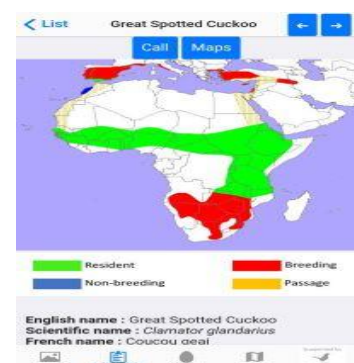 List Great Spotted Cuckoo
Call Maps
Resident Breeding
Non-breeding Passage
English name : Great Spotted Cuckoo
Scientific name : Clamator glandarius
French name : Coucou geai